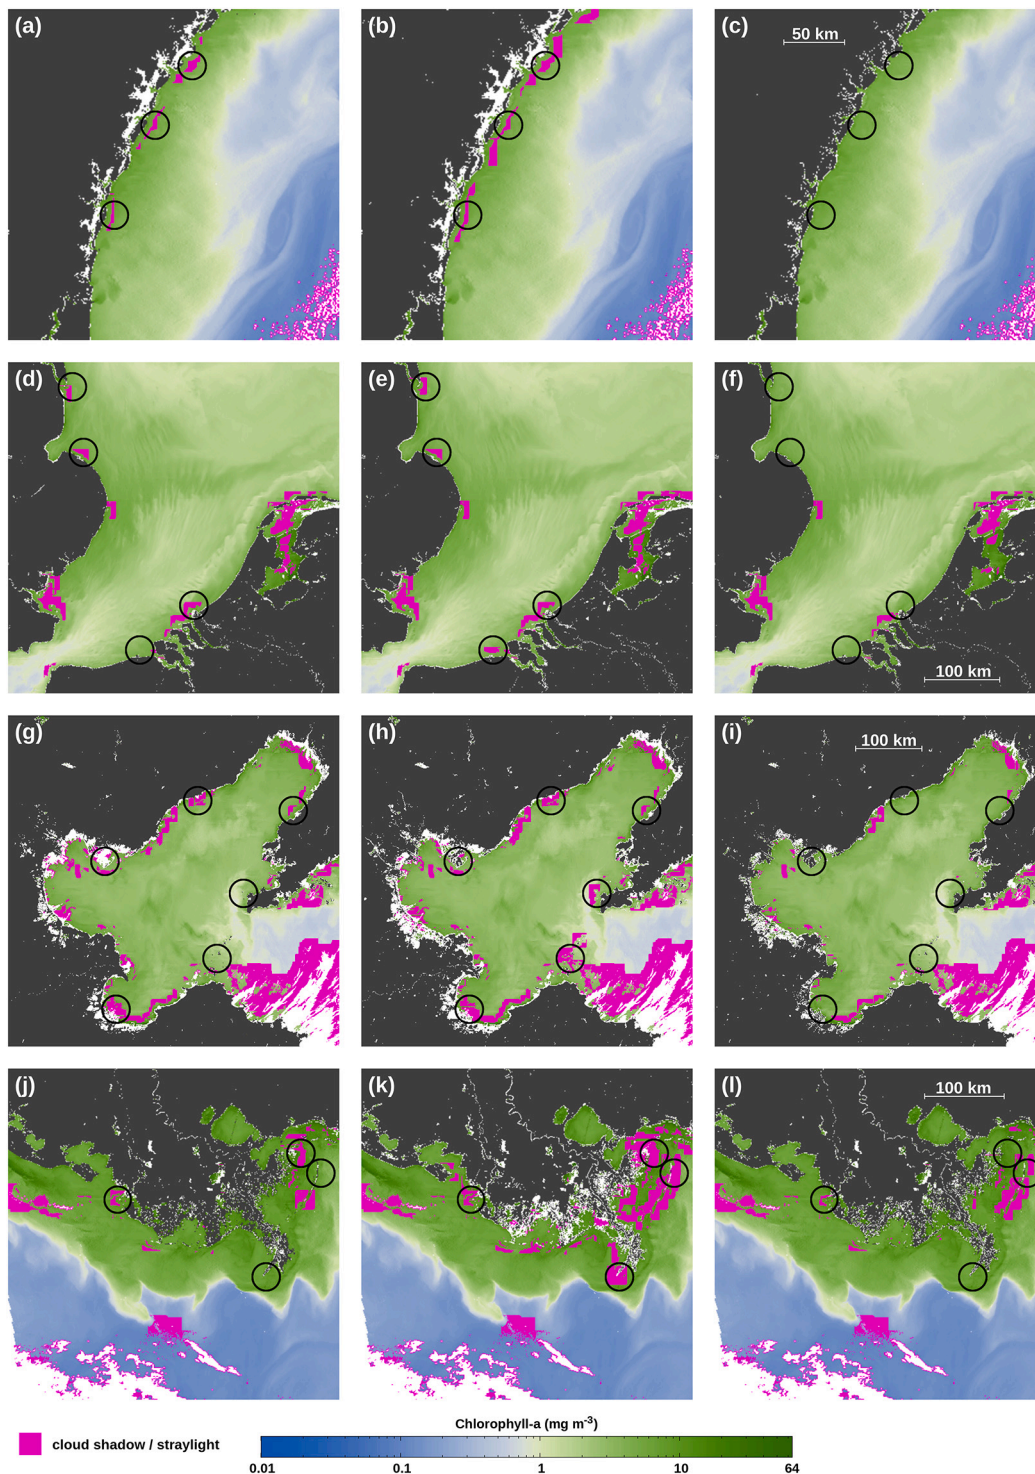 (a)
(b)
(c)
50 km
(d)
(e)
(f)
100 km
(g)
(h)
(i)
100 km
(j)
(k)
(l)
100 km
cloud shadow / straylight
Chlorophyll-a (mg m⁻³)
0.01 0.1 1 10 64